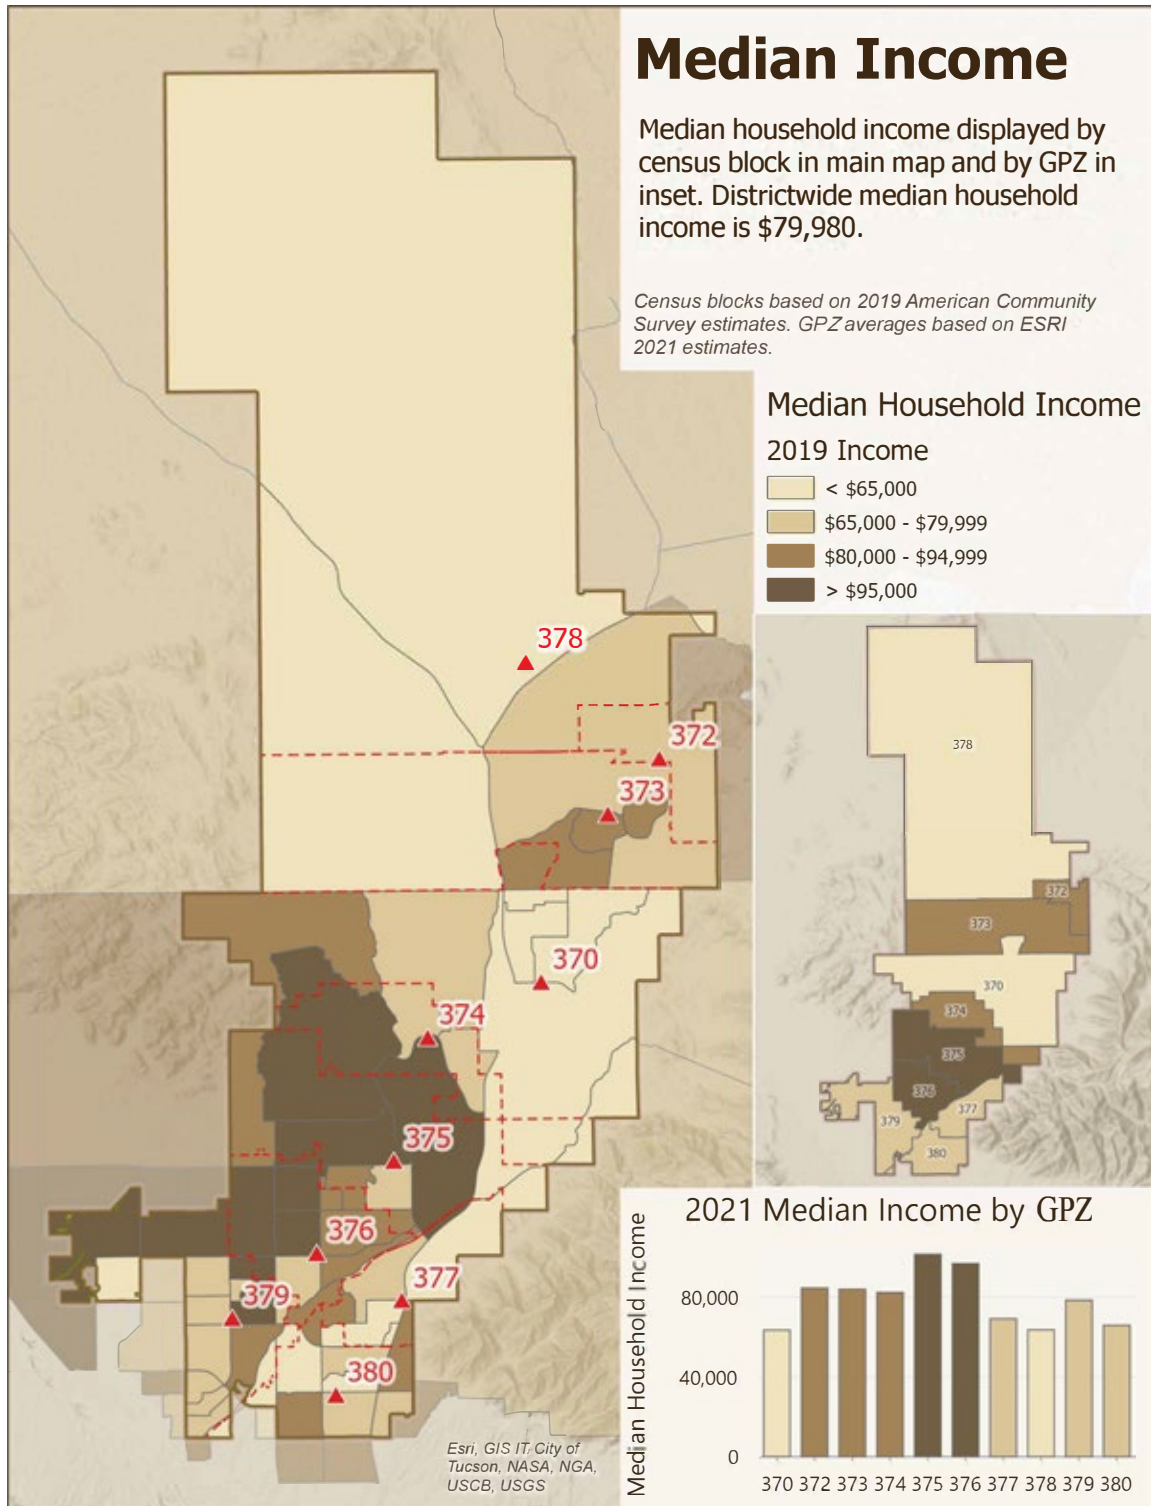 Median Income
Median household income displayed by
census block in main map and by GPZ in
inset. Districtwide median household
income is $79,980.
Census blocks based on 2019 American Community
Survey estimates. GPZ averages based on ESRI
2021 estimates.
Median Household Income
2019 Income
< $65,000
$65,000 - $79,999
$80,000 - $94,999
> $95,000
378
372
373
370
374
375
376
377
379
380
378
372
373
370
374
375
376
377
379
380
2021 Median Income by GPZ
Median Household Income
80,000
40,000
0
370 372 373 374 375 376 377 378 379 380
Esri, GIS IT, City of
Tucson, NASA, NGA,
USCB, USGS